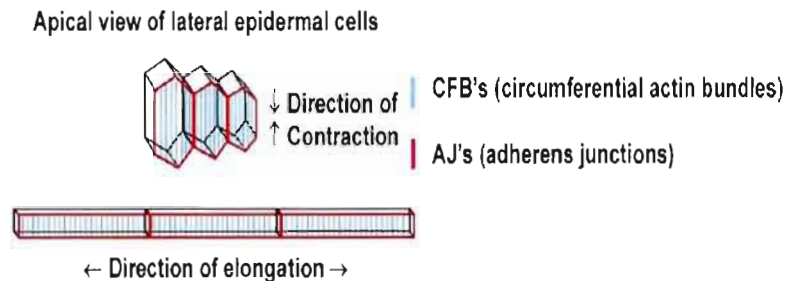 Apical view of lateral epidermal cells
↓ Direction of
↑ Contraction
CFB's (circumferential actin bundles)
AJ's (adherens junctions)
← Direction of elongation →